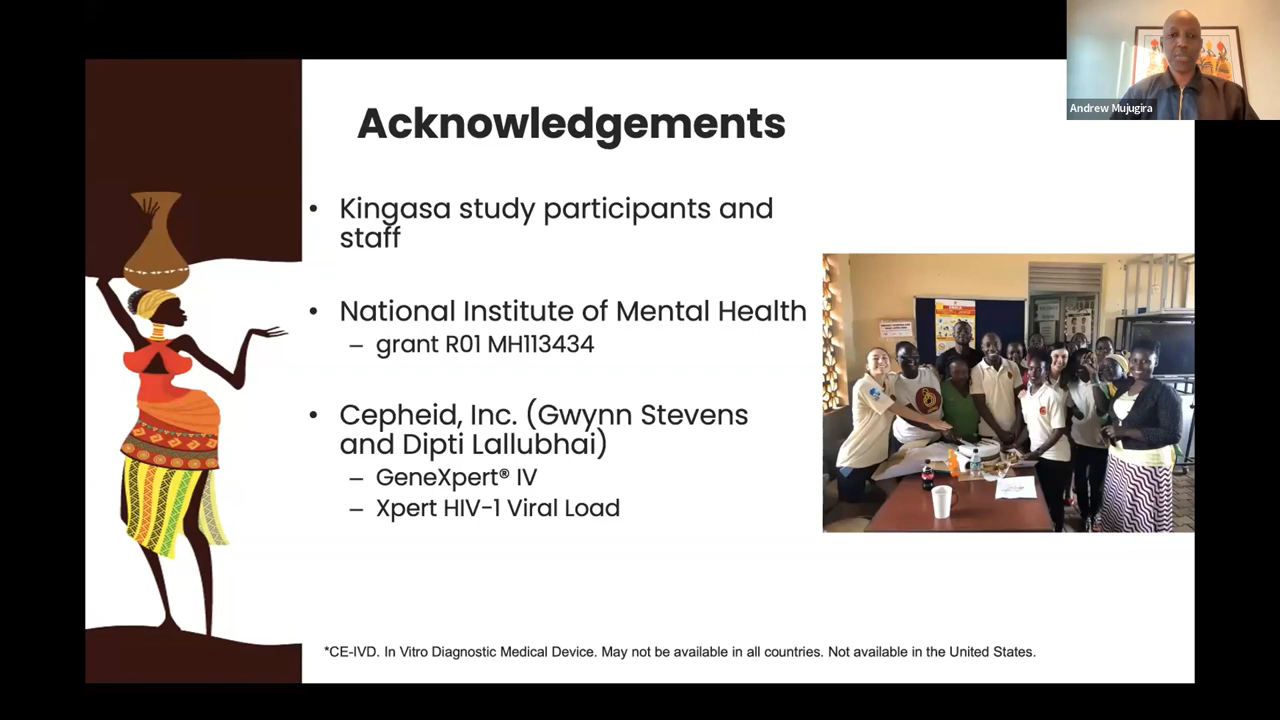 Andrew Mujugira
Acknowledgements
• Kingasa study participants and
staff
• National Institute of Mental Health
– grant R01 MH113434
• Cepheid, Inc. (Gwynn Stevens
and Dipti Lallubhai)
– GeneXpert® IV
– Xpert HIV-1 Viral Load
*CE-IVD. In Vitro Diagnostic Medical Device. May not be available in all countries. Not available in the United States.